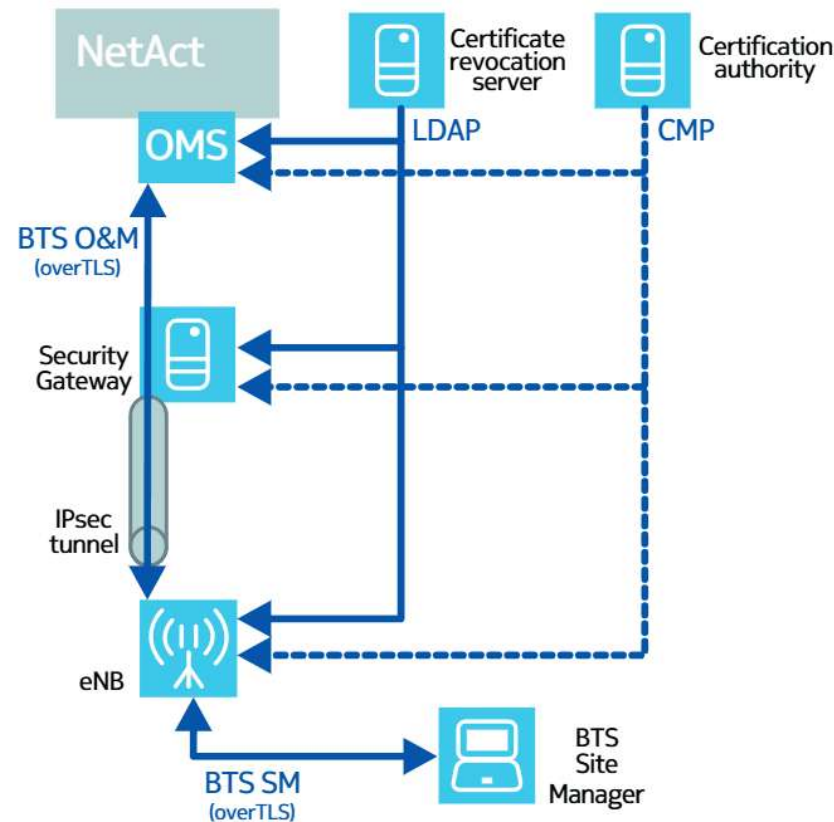 NetAct
OMS
Certificate
revocation
server
Certification
authority
LDAP
CMP
BTS O&M
(overTLS)
Security
Gateway
IPsec
tunnel
eNB
BTS SM
(overTLS)
BTS
Site
Manager